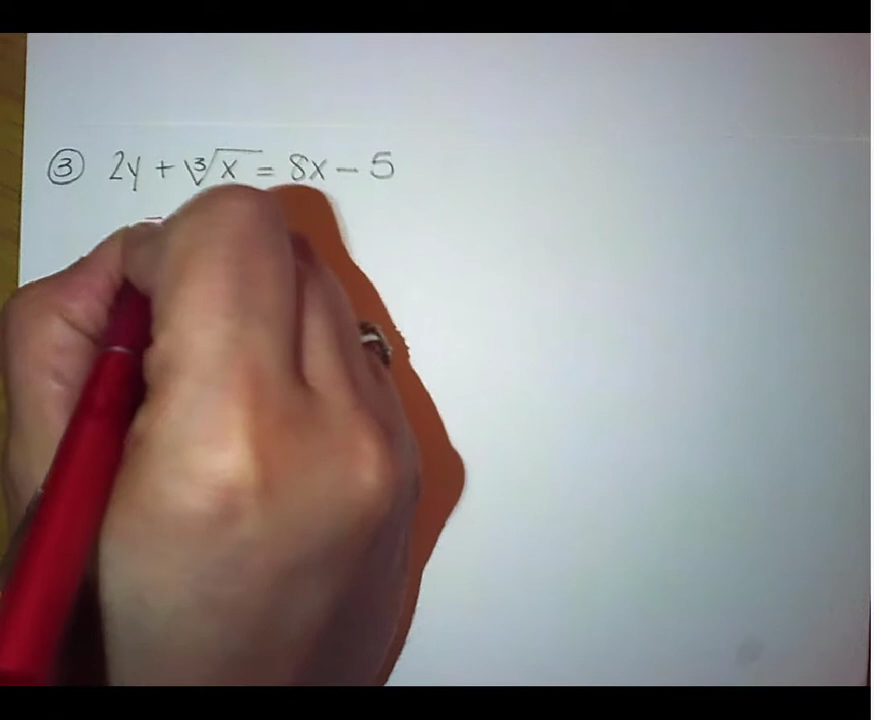 ③ 2y + ∛x = 8x − 5